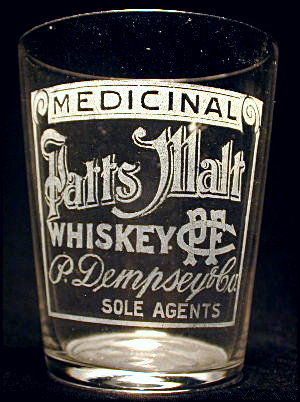 MEDICINAL
Patts Malt
WHISKEY.
P. Dempsey & Co.
SOLE AGENTS